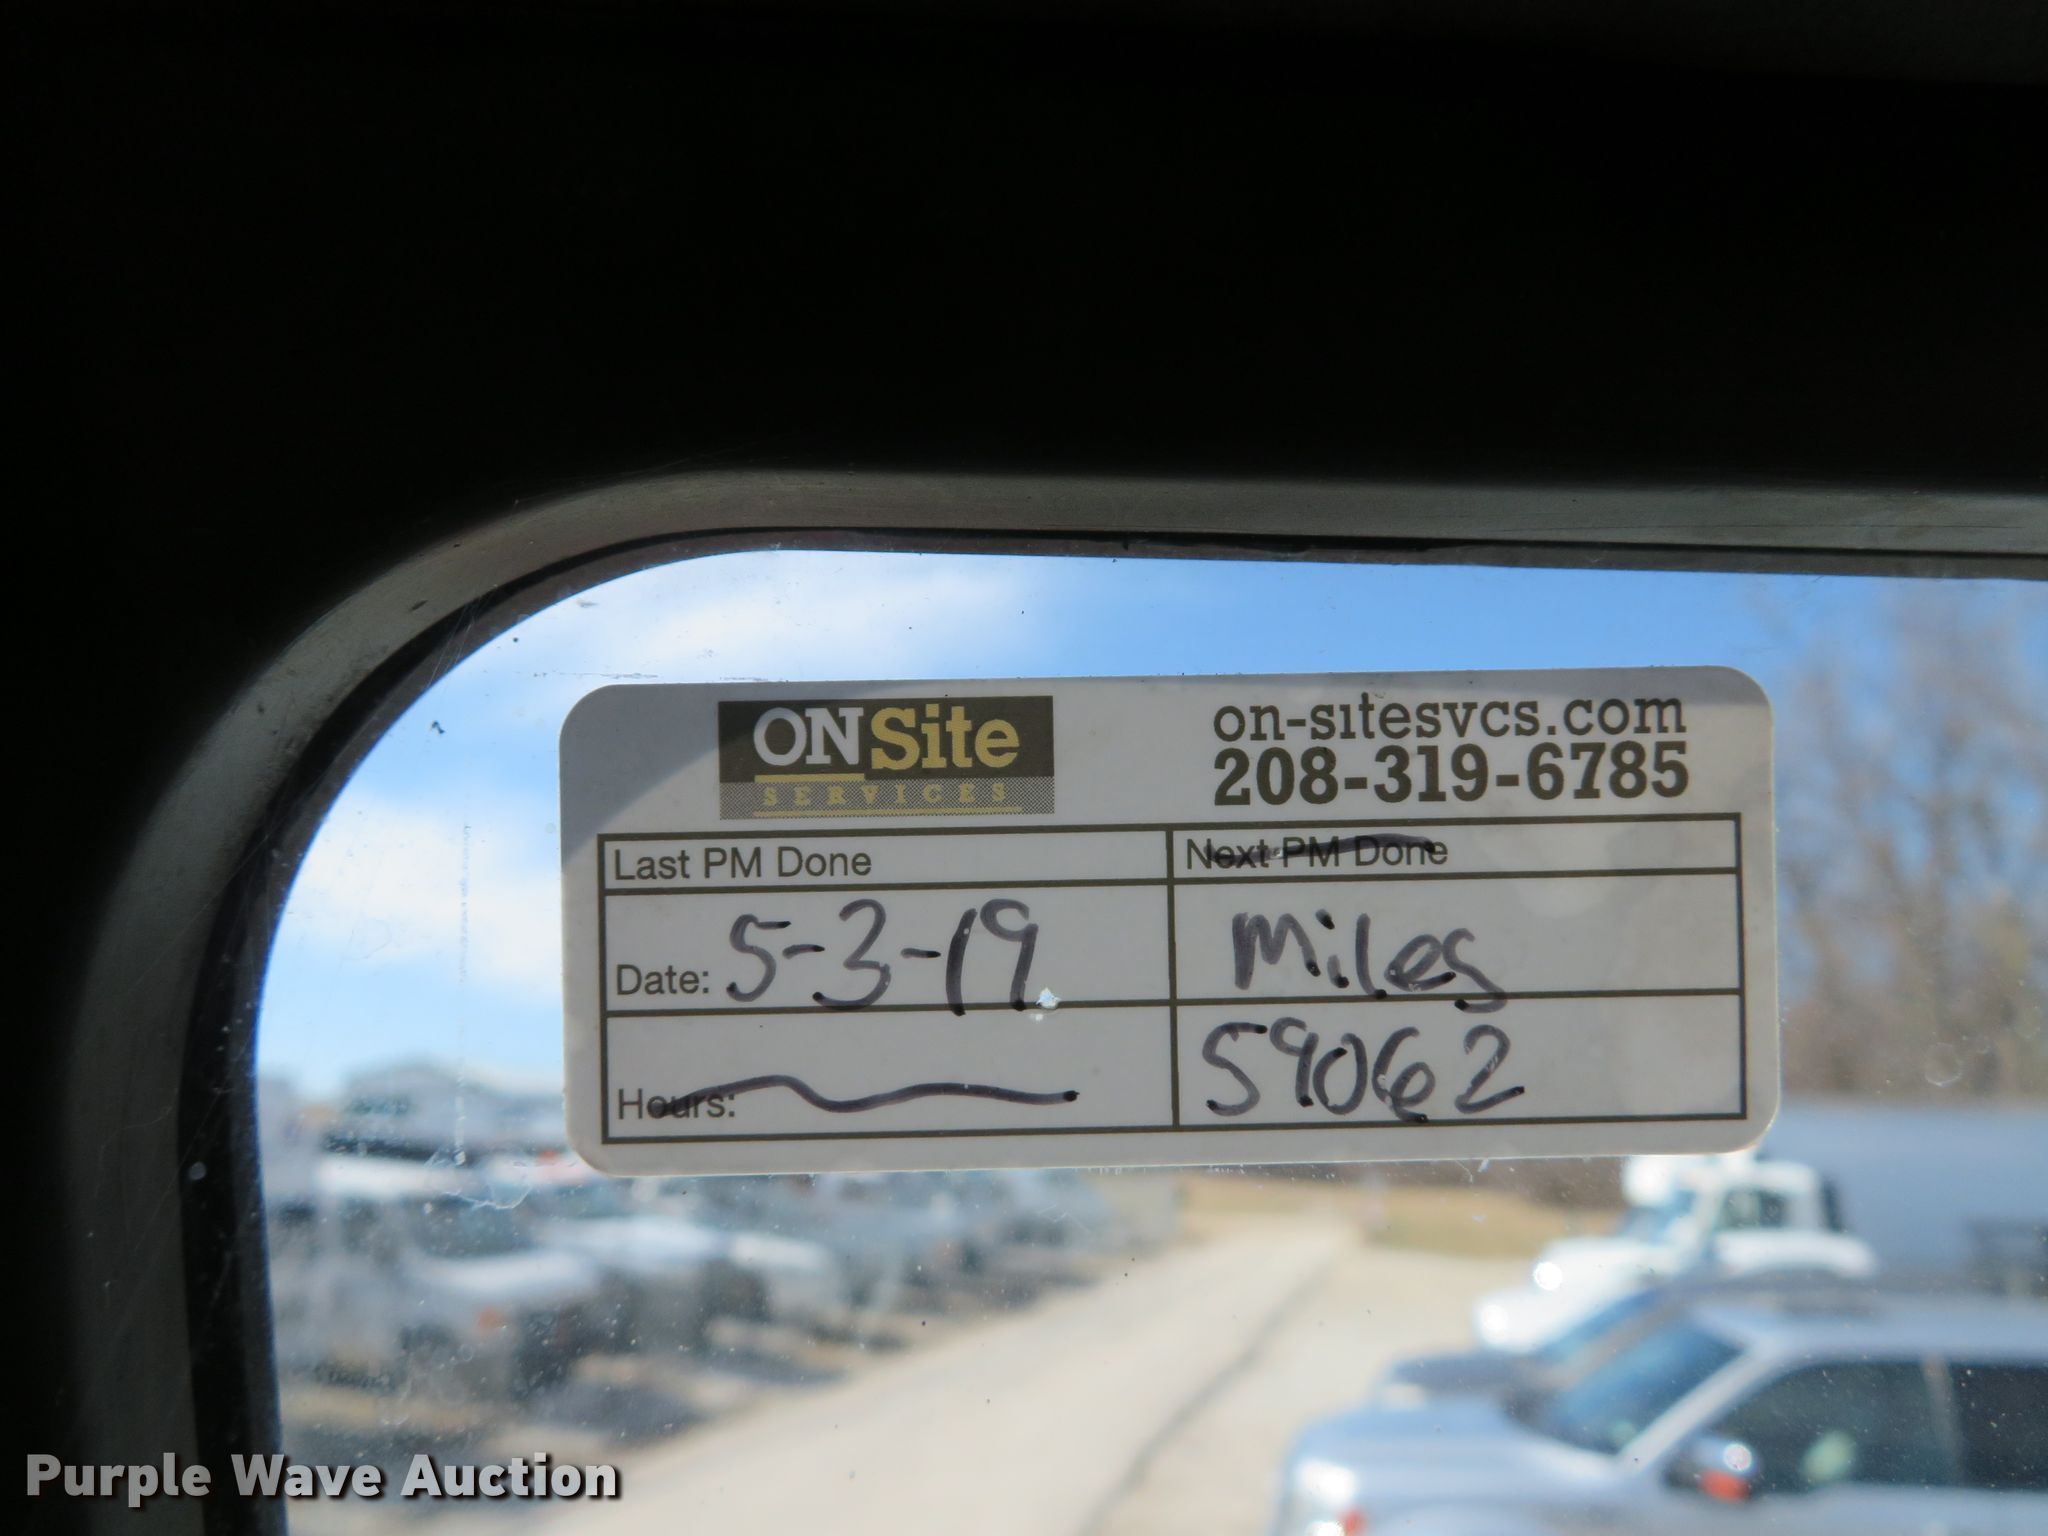 ONSite
SERVICES
on-sitesvcs.com
208-319-6785
Last PM Done
Next PM Done
Date: 5-3-19
Miles
Hours:
59062
Purple Wave Auction